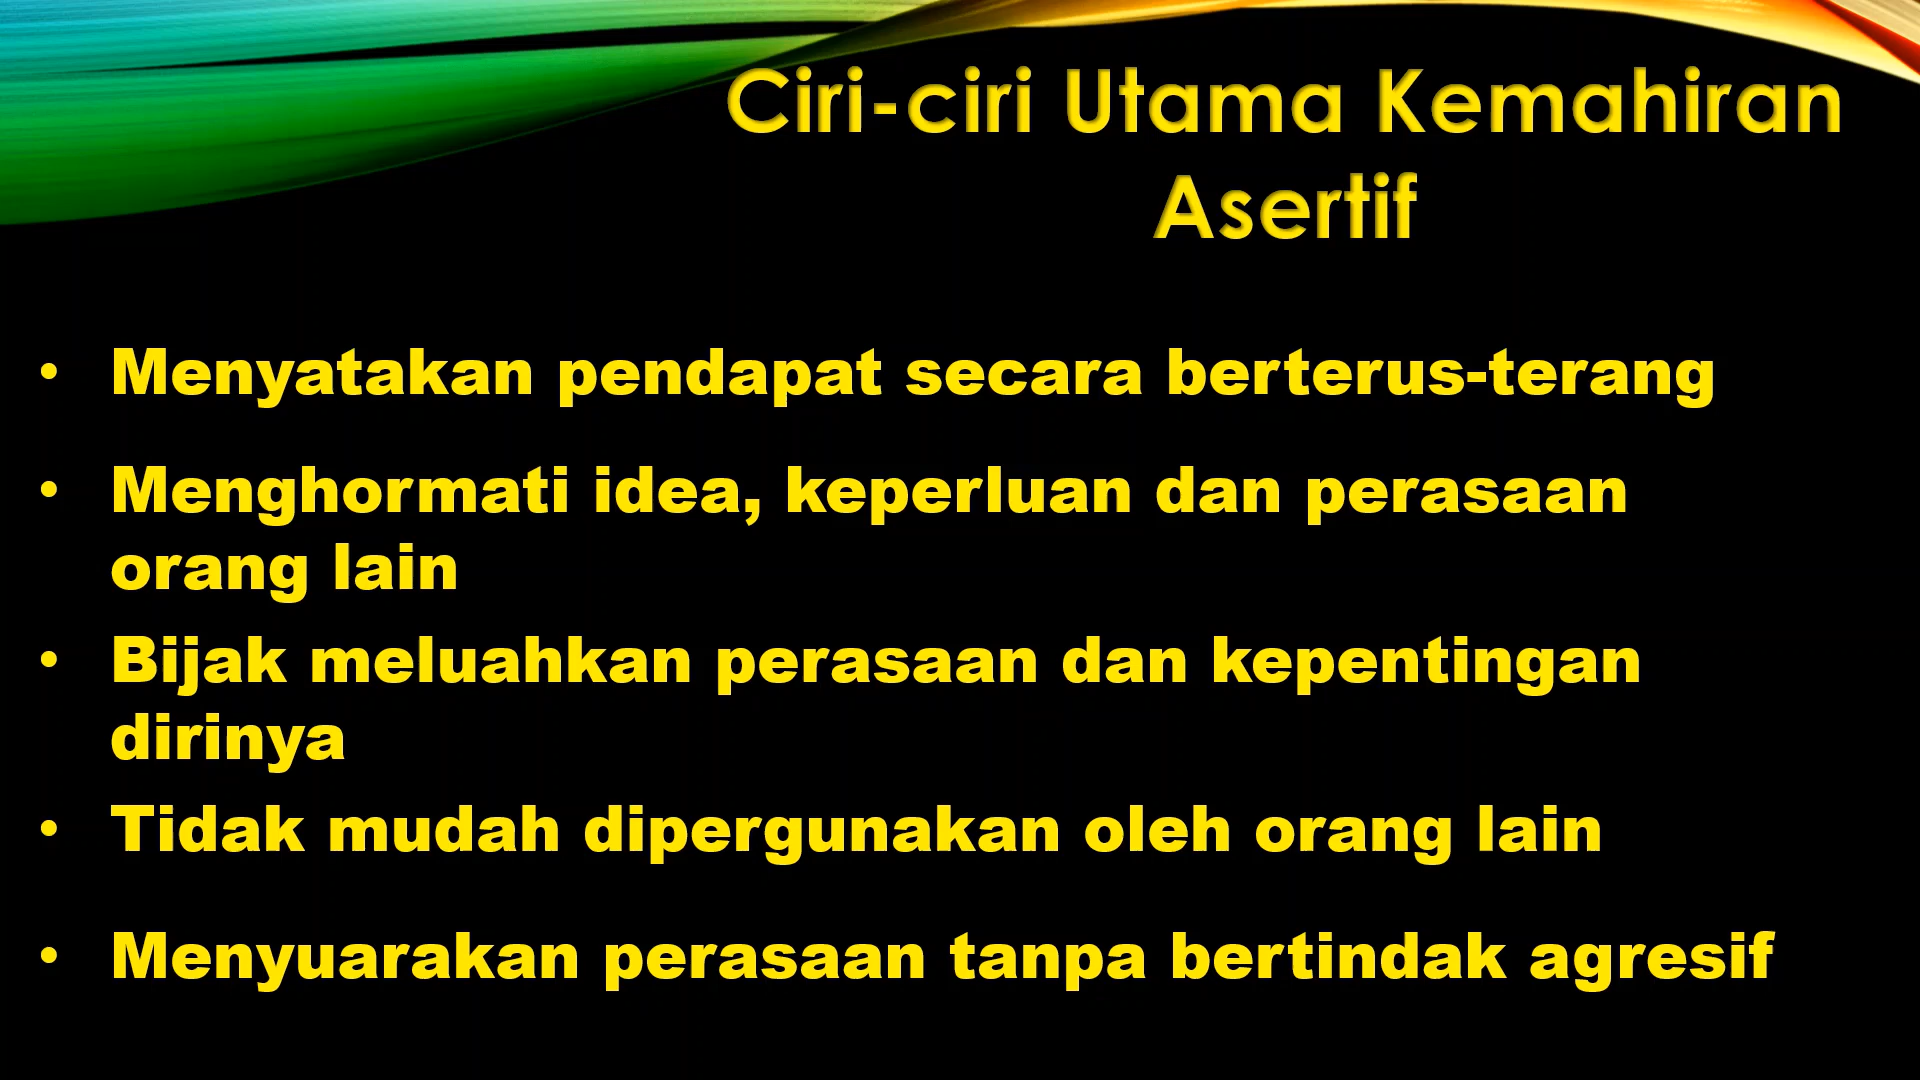 Ciri-ciri Utama Kemahiran
Asertif
• Menyatakan pendapat secara berterus-terang
• Menghormati idea, keperluan dan perasaan
orang lain
• Bijak meluahkan perasaan dan kepentingan
dirinya
• Tidak mudah dipergunakan oleh orang lain
• Menyuarakan perasaan tanpa bertindak agresif